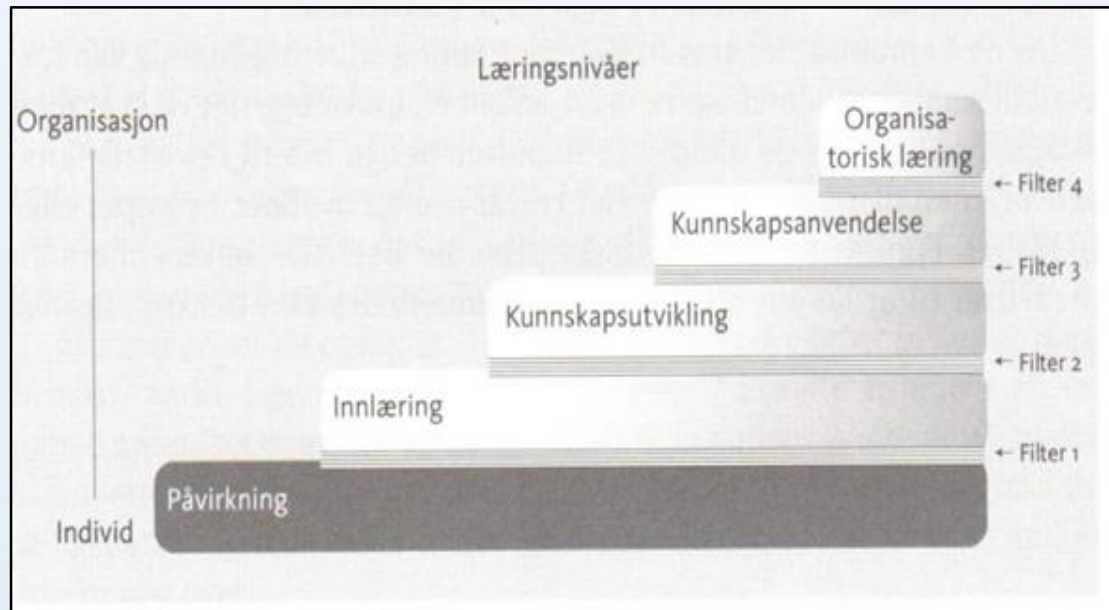 Læringsnivåer
Organisasjon
Organisa-
torisk læring
← Filter 4
Kunnskapsanvendelse
← Filter 3
Kunnskapsutvikling
← Filter 2
Innlæring
← Filter 1
Påvirkning
Individ